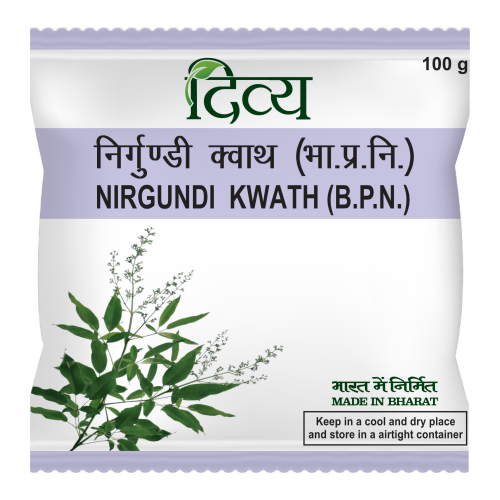 100 g
दिव्य
निर्गुण्डी क्वाथ (भा.प्र.नि.)
NIRGUNDI KWATH (B.P.N.)
भारत में निर्मित
MADE IN BHARAT
Keep in a cool and dry place
and store in a airtight container